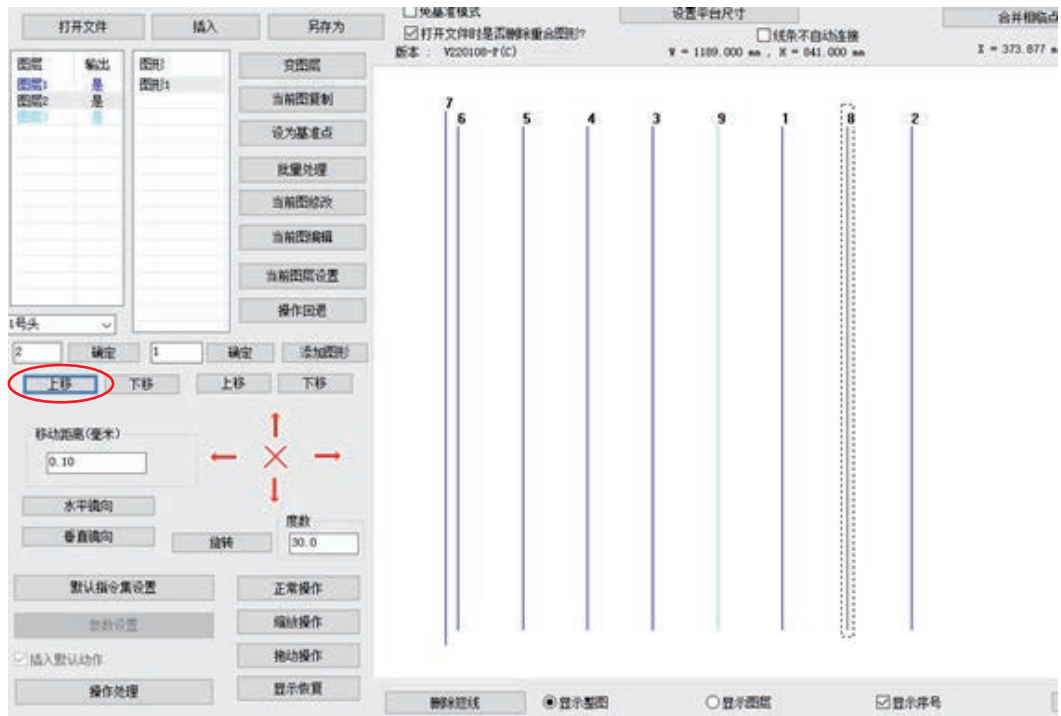 打开文件 插入 另存为
免基准模式
打开文件时是否删除重合图形?
版本 : V220108-F(C)
设置平台尺寸
线条不自动连接
W = 1189.000 mm , H = 841.000 mm
合并相临点
X = 373.877 m
图层 输出 图形 变图层
图层1 是 图形1
图层2 是 当前图复制
图层3 是
设为基准点
批量处理
当前图修改
当前图编辑
当前图层设置
操作回退
1号头
2 确定 1 确定 添加图形
上移 下移 上移 下移
移动距离(毫米)
0.10
水平镜向
垂直镜向 旋转
度数
30.0
默认指令集设置 正常操作
参数设置 缩放操作
插入默认动作 拖动操作
操作处理 显示恢复
7 6 5 4 3 9 1 8 2
删除短线 显示整图 显示图层 显示序号